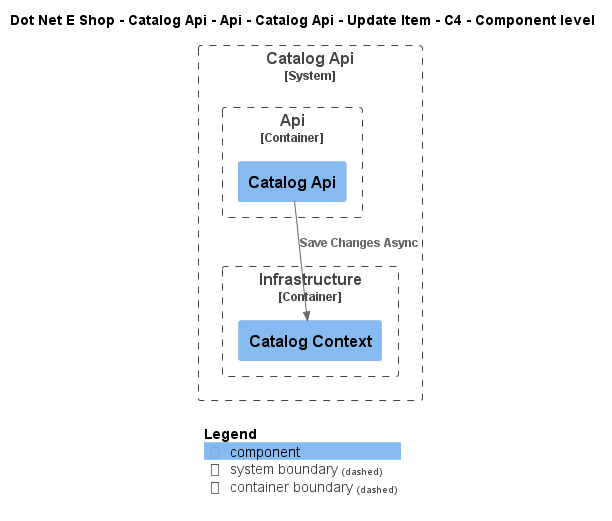 Dot Net E Shop - Catalog Api - Api - Catalog Api - Update Item - C4 - Component level
Catalog Api
[System]
Api
[Container]
Catalog Api
Save Changes Async
Infrastructure
[Container]
Catalog Context
Legend
component
system boundary (dashed)
container boundary (dashed)